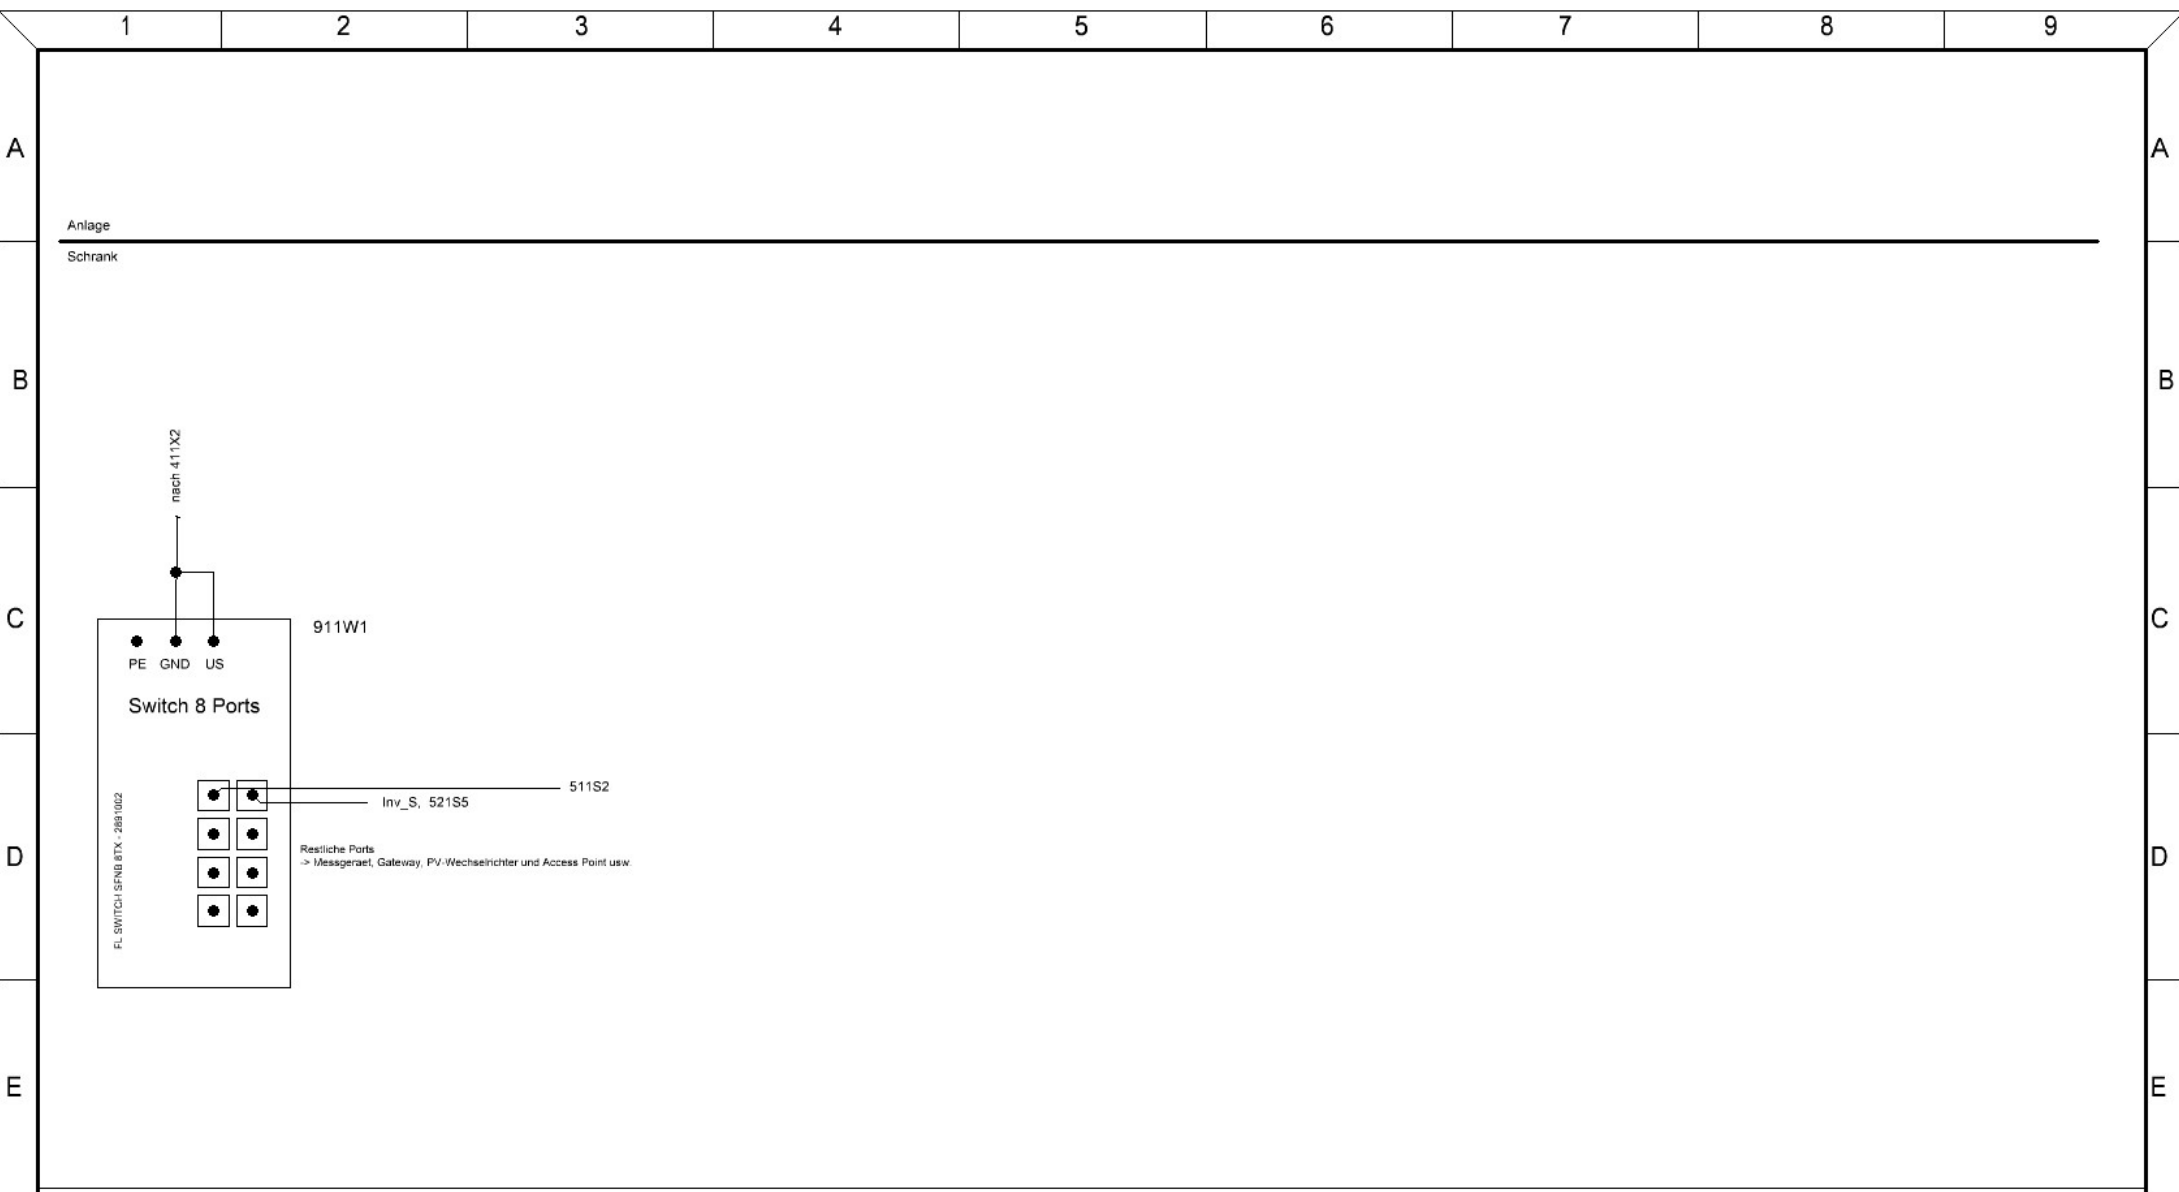 1 2 3 4 5 6 7 8 9
A A
Anlage
Schrank
B B
nach 411X2
C C
911W1
PE GND US
Switch 8 Ports
511S2
Inv_S, 521S5
FL SWITCH SFNB 8TX - 2891002
Restliche Ports
-> Messgeraet, Gateway, PV-Wechselrichter und Access Point usw.
D D
E E